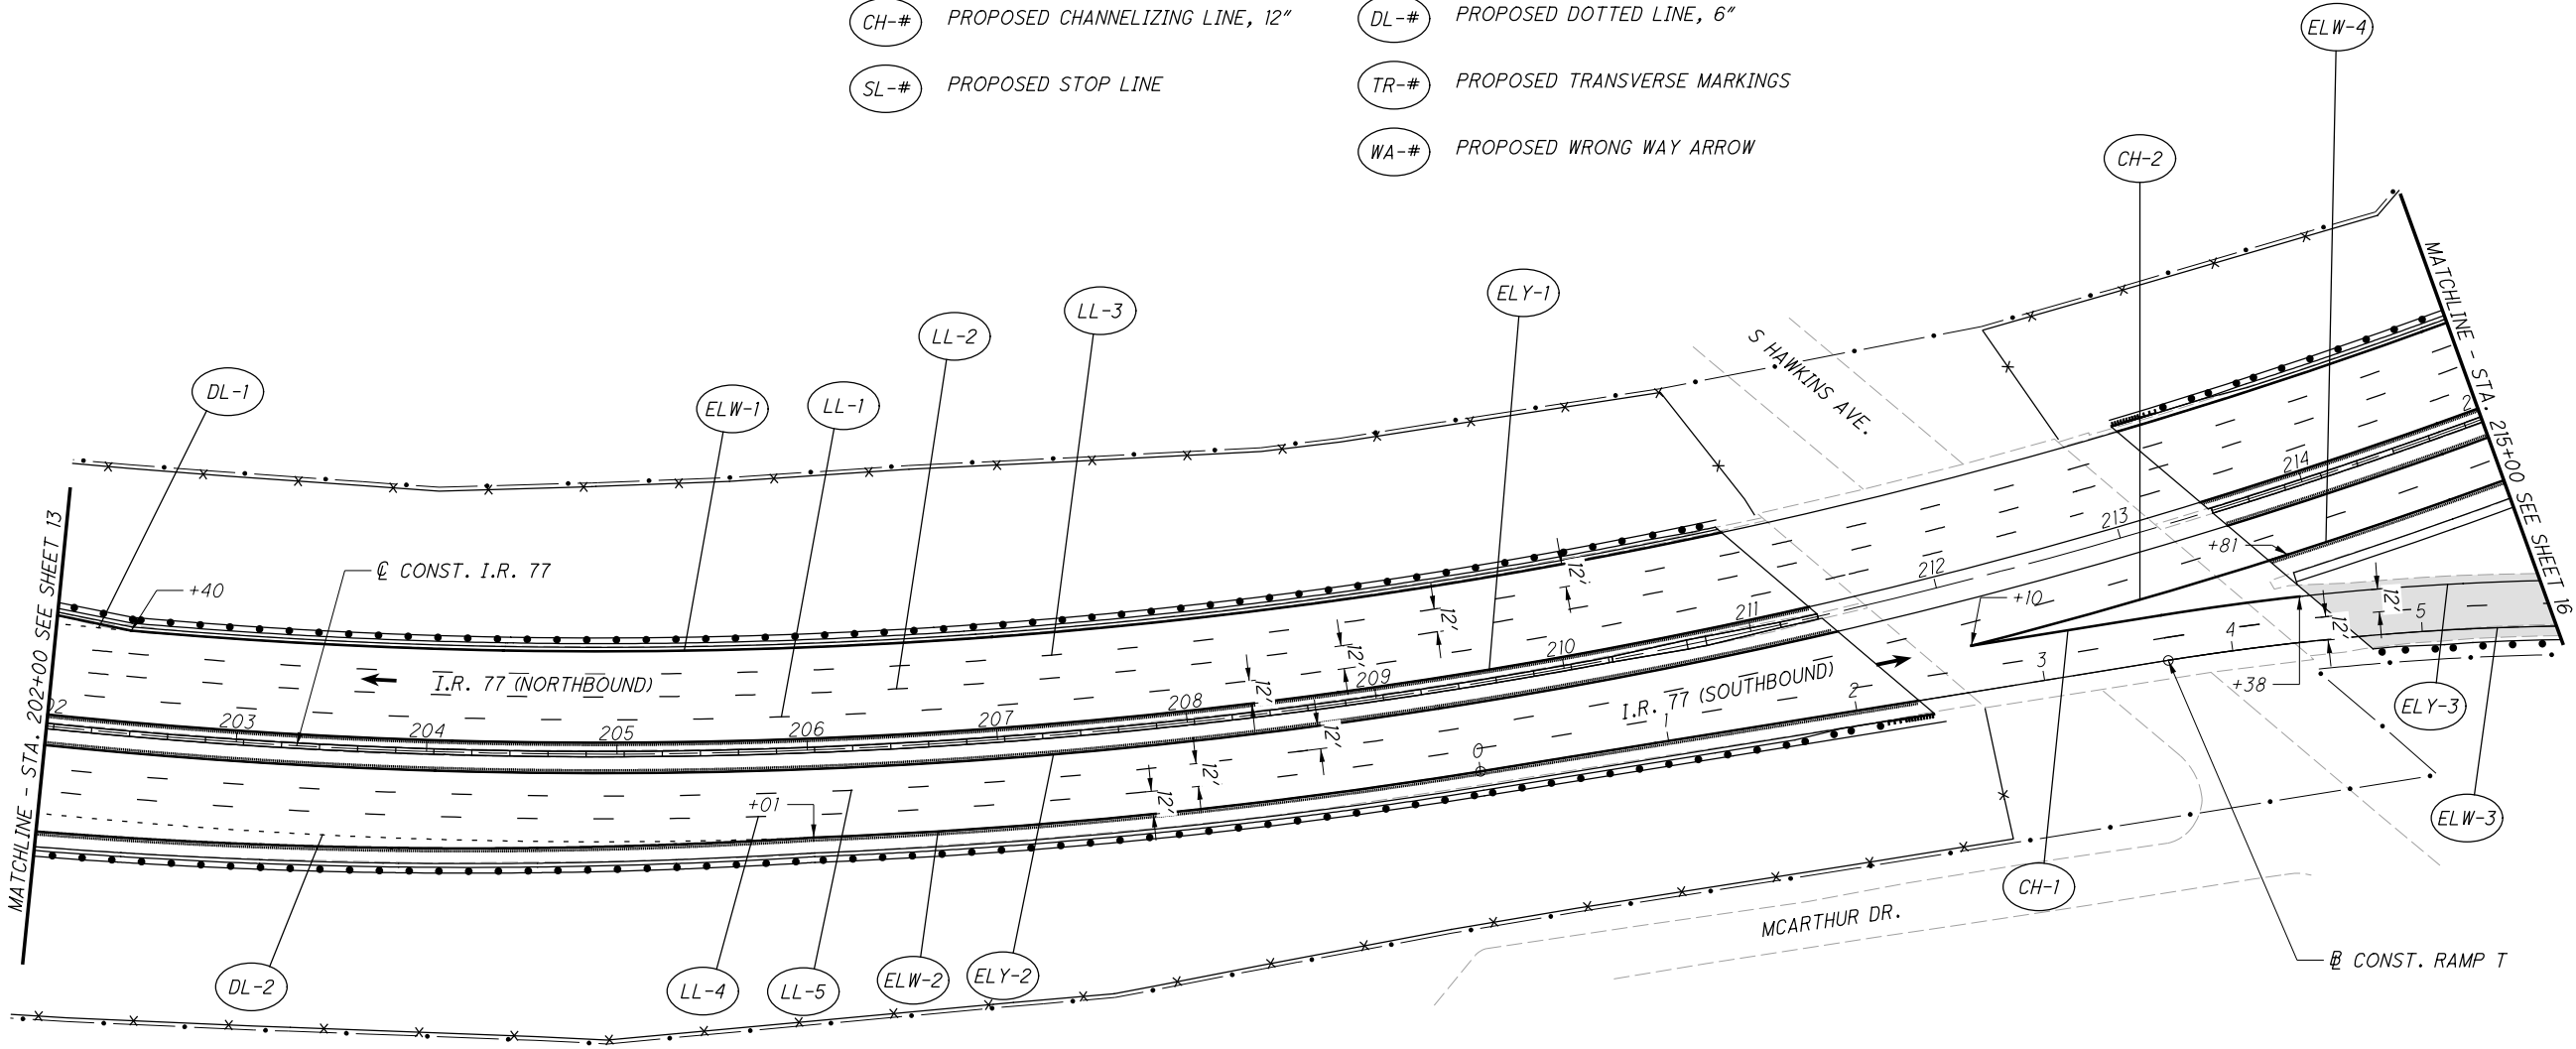 CH-# PROPOSED CHANNELIZING LINE, 12"
DL-# PROPOSED DOTTED LINE, 6"
SL-# PROPOSED STOP LINE
TR-# PROPOSED TRANSVERSE MARKINGS
WA-# PROPOSED WRONG WAY ARROW
ELW-4
CH-2
ELY-1
LL-3
LL-2
LL-1
ELW-1
DL-1
S HAWKINS AVE.
MATCHLINE - STA. 215+00 SEE SHEET 16
MATCHLINE - STA. 202+00 SEE SHEET 13
℄ CONST. I.R. 77
+40
I.R. 77 (NORTHBOUND)
I.R. 77 (SOUTHBOUND)
02
203
204
205
206
207
208
209
210
211
212
213
214
2
12'
12'
12'
12'
12'
12'
12'
12'
12'
+01
0
1
2
3
4
5
+10
+81
+38
ELY-3
ELW-3
CH-1
MCARTHUR DR.
B CONST. RAMP T
DL-2
LL-4
LL-5
ELW-2
ELY-2